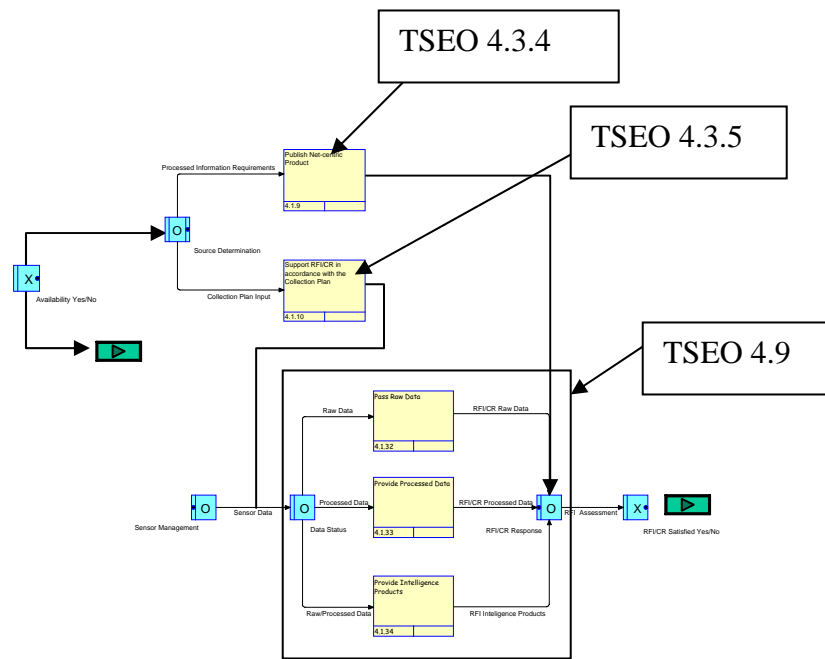 TSEO 4.3.4
TSEO 4.3.5
Publish Net-centric
Product
4.1.9
Processed Information Requirements
O
Source Determination
X
Availability Yes/No
Support RFI/CR in
accordance with the
Collection Plan
4.1.10
Collection Plan Input
TSEO 4.9
Pass Raw Data
4.1.32
Raw Data
RFI/CR Raw Data
Provide Processed Data
4.1.33
Processed Data
RFI/CR Processed Data
O
Sensor Management
Sensor Data
O
Data Status
O
RFI/CR Response
RFI Assessment
X
RFI/CR Satisfied Yes/No
Provide Intelligence
Products
4.1.34
Raw/Processed Data
RFI Inteligence Products